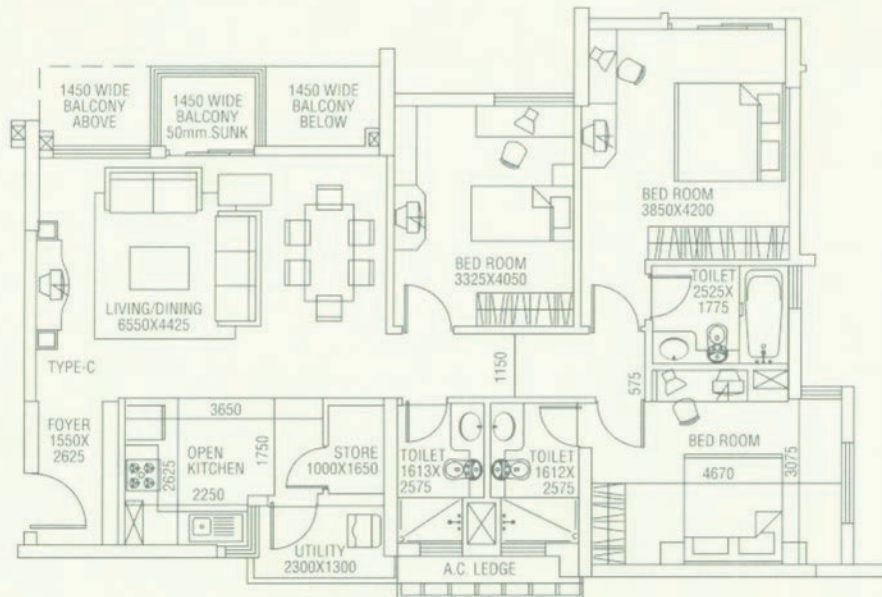 1450 WIDE
BALCONY
ABOVE
1450 WIDE
BALCONY
50mm SUNK
1450 WIDE
BALCONY
BELOW
BED ROOM
3850X4200
BED ROOM
3325X4050
LIVING/DINING
6550X4425
TOILET
2525X
1775
TYPE-C
1150
575
FOYER
1550X
2625
3650
OPEN
KITCHEN
2625
2250
1750
STORE
1000X1650
TOILET
1613X
2575
TOILET
1612X
2575
BED ROOM
4670
3075
UTILITY
2300X1300
A.C. LEDGE